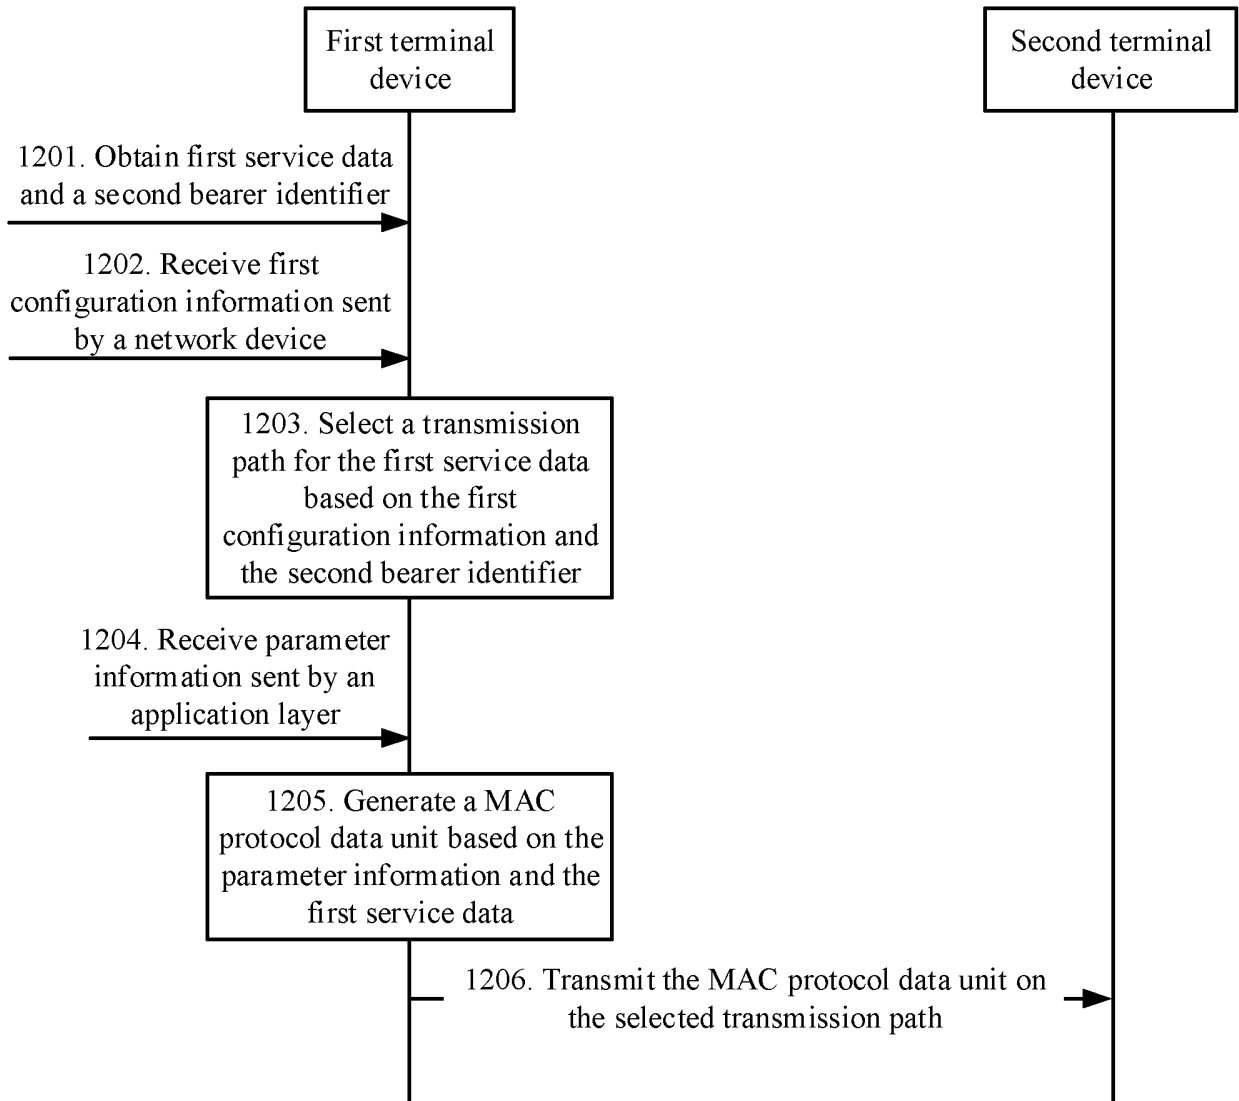 First terminal
device
Second terminal
device
1201. Obtain first service data
and a second bearer identifier
1202. Receive first
configuration information sent
by a network device
1203. Select a transmission
path for the first service data
based on the first
configuration information and
the second bearer identifier
1204. Receive parameter
information sent by an
application layer
1205. Generate a MAC
protocol data unit based on the
parameter information and the
first service data
1206. Transmit the MAC protocol data unit on
the selected transmission path